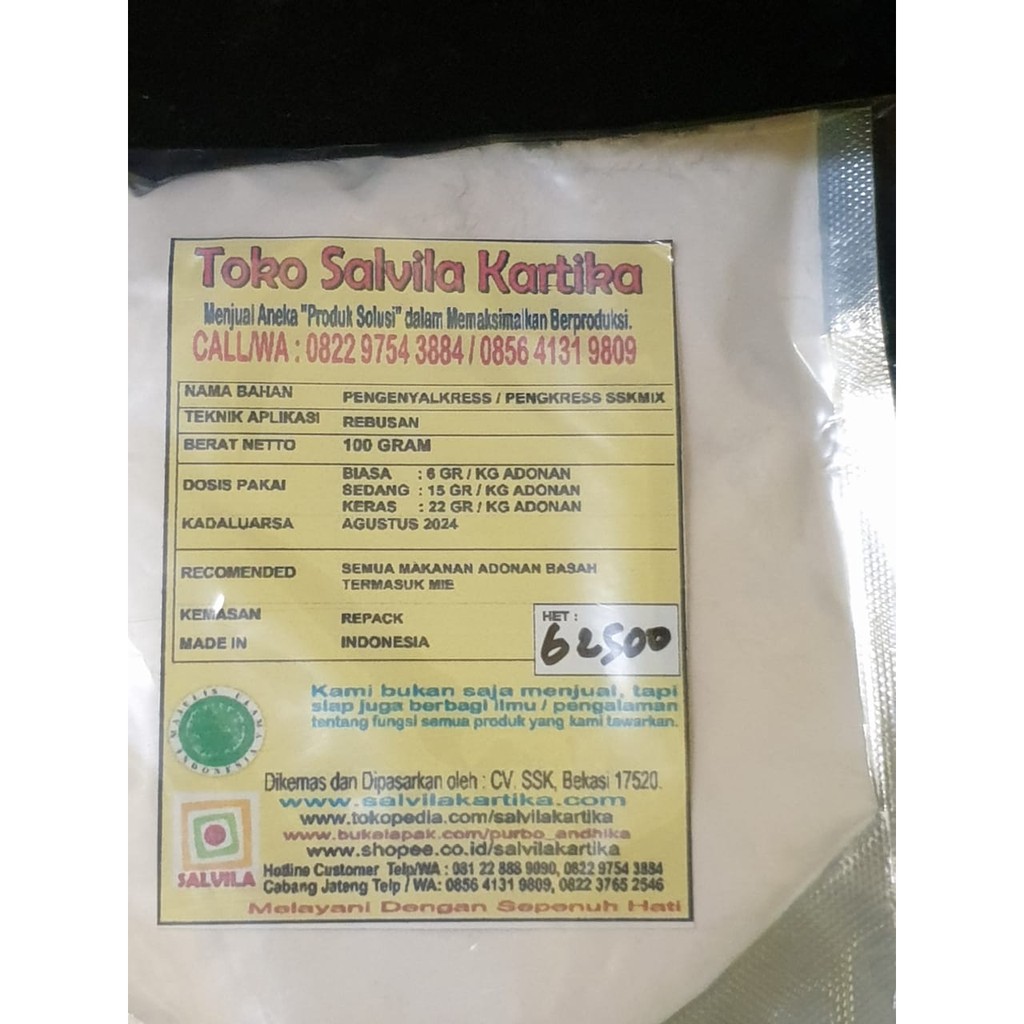 Toko Salvila Kartika
Menjual Aneka "Produk Solusi" dalam Memaksimalkan Berproduksi.
CALL/WA : 0822 9754 3884 / 0856 4131 9809
NAMA BAHAN PENGENYALKRESS / PENGKRESS SSKMIX
TEKNIK APLIKASI REBUSAN
BERAT NETTO 100 GRAM
DOSIS PAKAI BIASA : 6 GR / KG ADONAN
SEDANG : 15 GR / KG ADONAN
KERAS : 22 GR / KG ADONAN
KADALUARSA AGUSTUS 2024
RECOMENDED SEMUA MAKANAN ADONAN BASAH
TERMASUK MIE
KEMASAN REPACK
HET :
62500
MADE IN INDONESIA
Kami bukan saja menjual, tapi
siap juga berbagi ilmu / pengalaman
tentang fungsi semua produk yang kami tawarkan.
MAJELIS ULAMA INDONESIA
Dikemas dan Dipasarkan oleh : CV. SSK, Bekasi 17520.
www.salvilakartika.com
www.tokopedia.com/salvilakartika
www.bukalapak.com/purbo_andhika
www.shopee.co.id/salvilakartika
SALVILA
Hotline Customer Telp/WA : 081 22 888 9090, 0822 9754 3884
Cabang Jateng Telp / WA: 0856 4131 9809, 0822 3765 2546
Melayani Dengan Sepenuh Hati